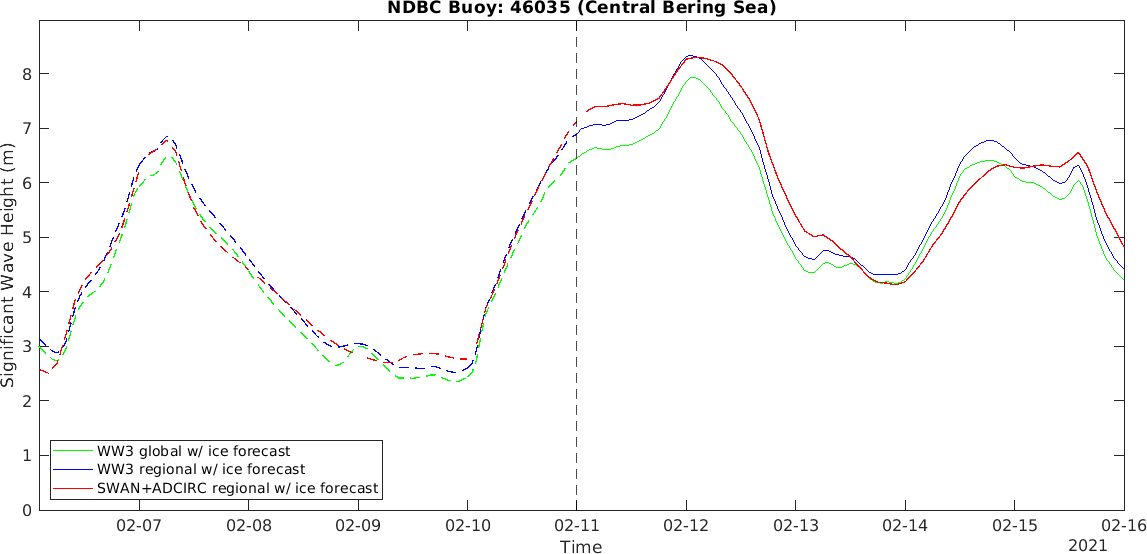 NDBC Buoy: 46035 (Central Bering Sea)
Significant Wave Height (m)
8
7
6
5
4
3
2
1
0
WW3 global w/ ice forecast
WW3 regional w/ ice forecast
SWAN+ADCIRC regional w/ ice forecast
02-07 02-08 02-09 02-10 02-11 02-12 02-13 02-14 02-15 02-16
Time
2021